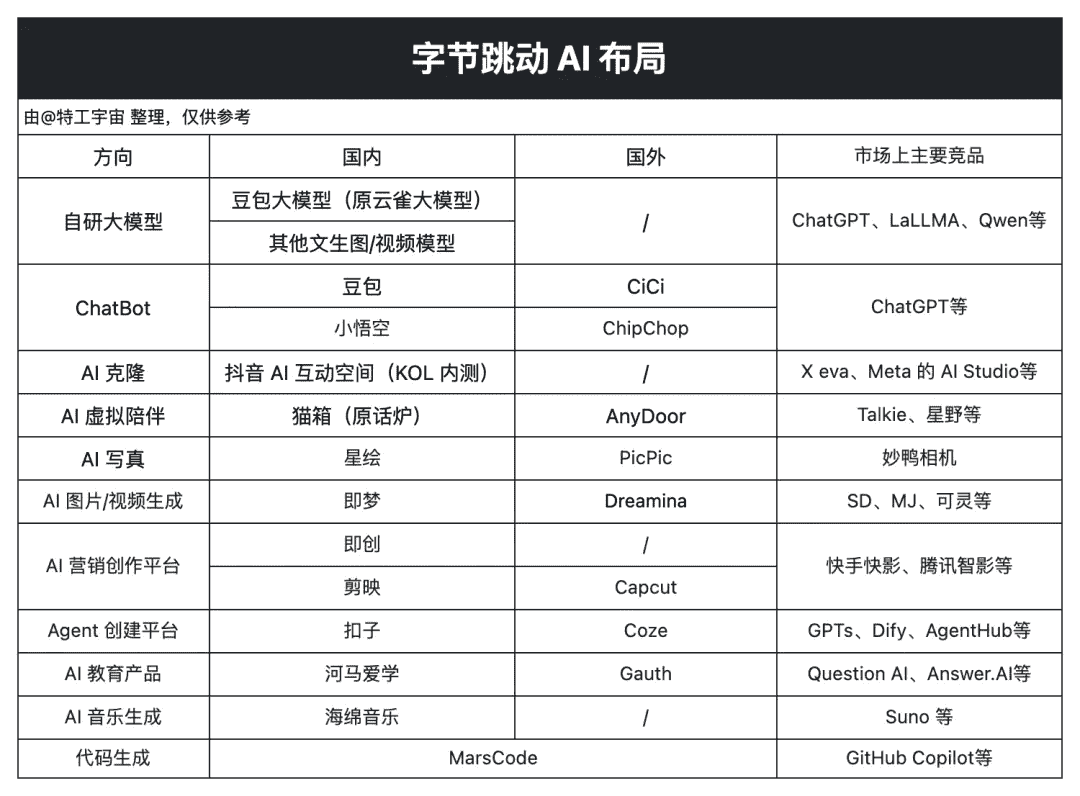 字节跳动 AI 布局
由@特工宇宙 整理，仅供参考
方向 国内 国外 市场上主要竞品
自研大模型 豆包大模型（原云雀大模型） / ChatGPT、LaLLMA、Qwen等
其他文生图/视频模型
ChatBot 豆包 CiCi ChatGPT等
小悟空 ChipChop
AI 克隆 抖音 AI 互动空间（KOL 内测） / X eva、Meta 的 AI Studio等
AI 虚拟陪伴 猫箱（原话炉） AnyDoor Talkie、星野等
AI 写真 星绘 PicPic 妙鸭相机
AI 图片/视频生成 即梦 Dreamina SD、MJ、可灵等
AI 营销创作平台 即创 / 快手快影、腾讯智影等
剪映 Capcut
Agent 创建平台 扣子 Coze GPTs、Dify、AgentHub等
AI 教育产品 河马爱学 Gauth Question AI、Answer.AI等
AI 音乐生成 海绵音乐 / Suno 等
代码生成 MarsCode GitHub Copilot等